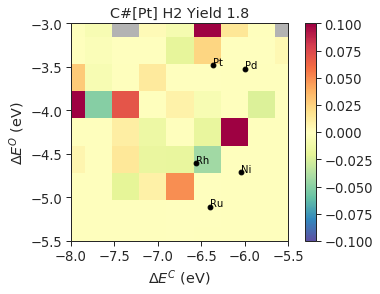 C#[Pt] H2 Yield 1.8
−3.0
−3.5
−4.0
−4.5
−5.0
−5.5
ΔE^O (eV)
Pt
Pd
Rh
Ni
Ru
−8.0 −7.5 −7.0 −6.5 −6.0 −5.5
ΔE^C (eV)
0.100
0.075
0.050
0.025
0.000
−0.025
−0.050
−0.075
−0.100